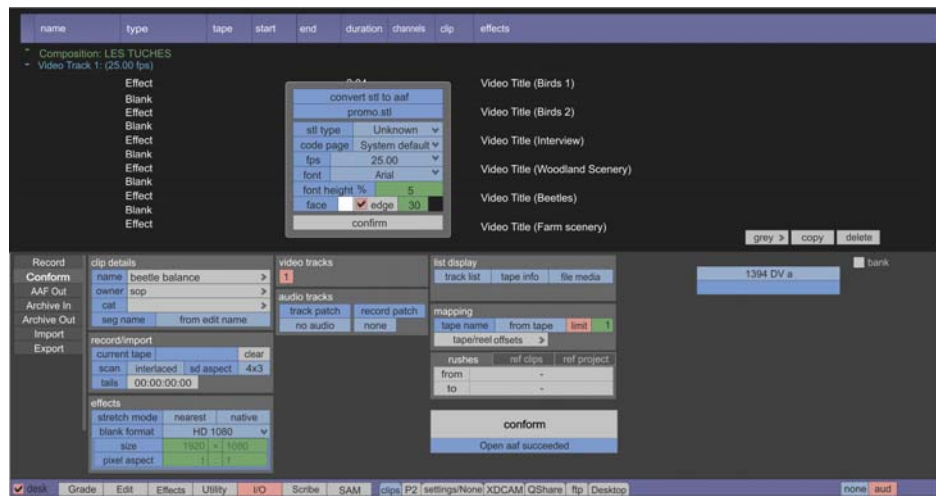 name type tape start end duration channels clip effects
Composition: LES TUCHES
Video Track 1: (25.00 fps)
Effect Video Title (Birds 1)
Blank
Effect Video Title (Birds 2)
Blank
Effect Video Title (Interview)
Blank
Effect Video Title (Woodland Scenery)
Blank
Effect Video Title (Beetles)
Blank
Effect Video Title (Farm scenery)
convert stl to aaf
promo.stl
stl type Unknown
code page System default
fps 25.00
font Arial
font height % 5
face edge 30
confirm
grey > copy delete
Record
Conform
AAF Out
Archive In
Archive Out
Import
Export
clip details
name beetle balance >
owner sop
cat >
seg name from edit name
record/import
current tape clear
scan interlaced sd aspect 4x3
tails 00:00:00:00
effects
stretch mode nearest native
blank format HD 1080
size 1920 × 1080
pixel aspect 1 : 1
video tracks
1
audio tracks
track patch record patch
no audio none
list display
track list tape info file media
mapping
tape name from tape limit 1
tape/reel offsets >
rushes ref clips ref project
from -
to -
conform
Open aaf succeeded
1394 DV a
bank
desk Grade Edit Effects Utility I/O Scribe SAM clips P2 settings/None XDCAM QShare ftp Desktop none aud